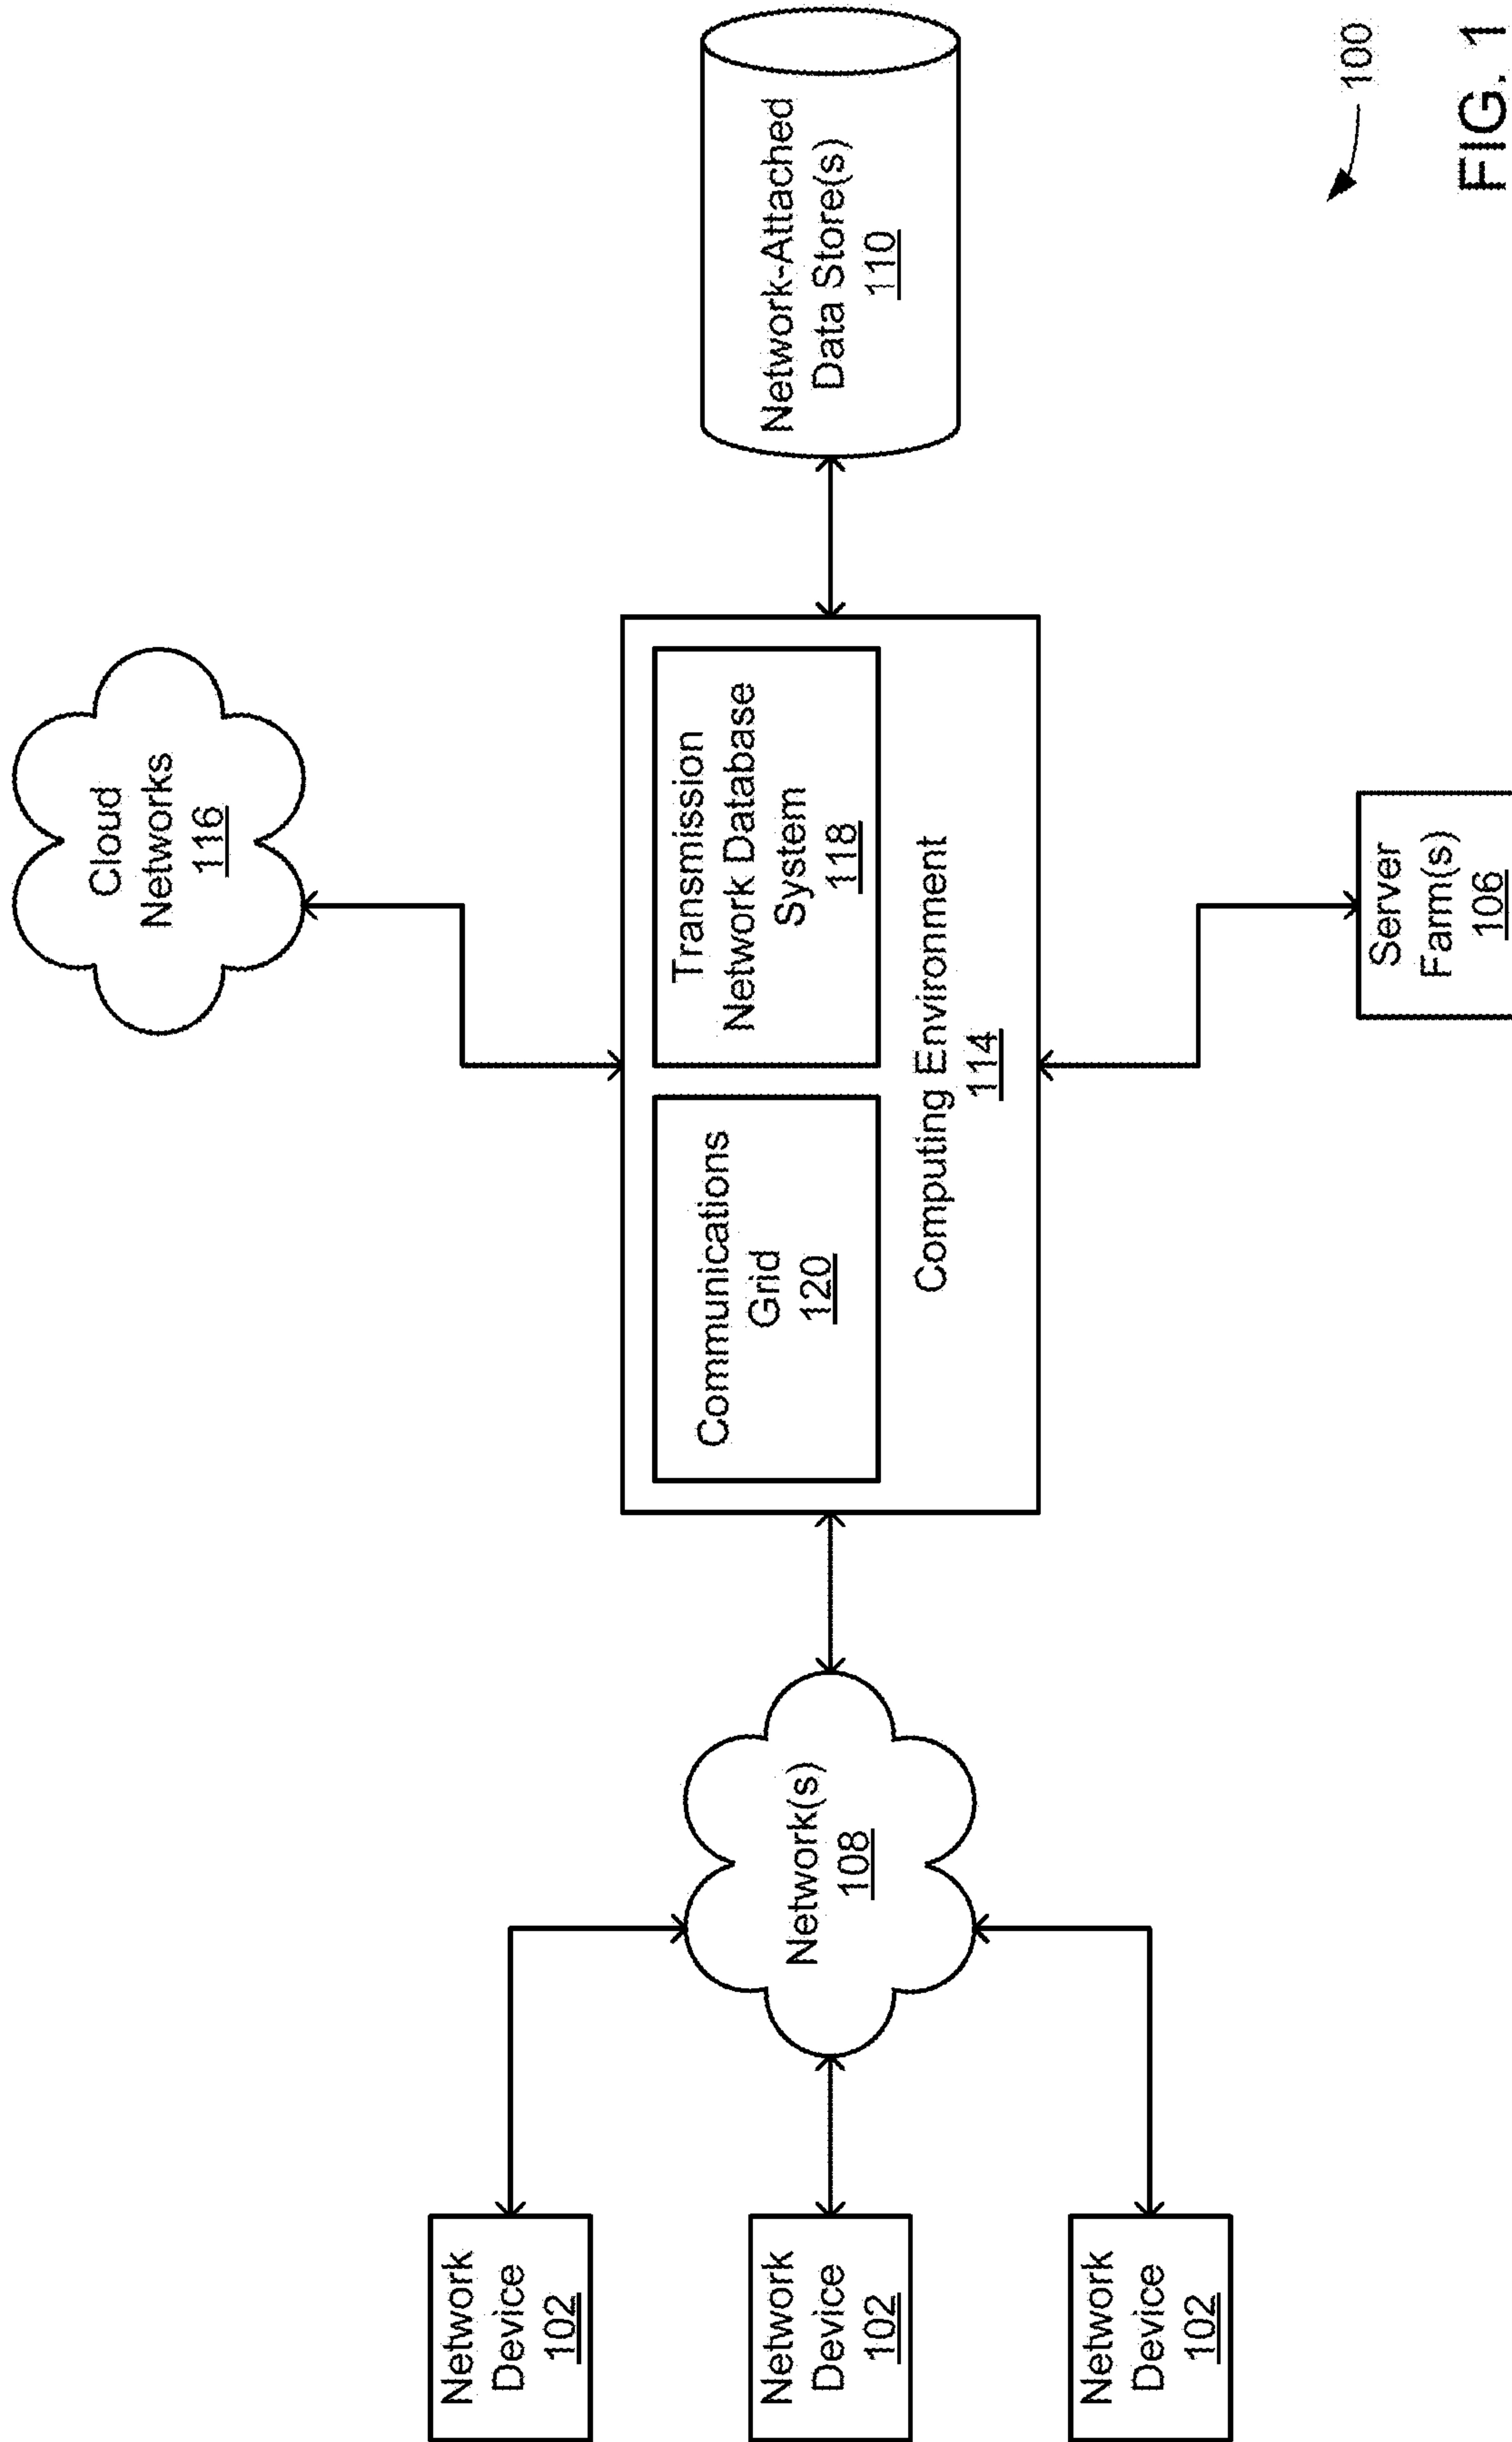 Cloud
Networks
116
Network
Device
102
Network
Device
102
Network
Device
102
Network(s)
108
Communications
Grid
120
Transmission
Network Database
System
118
Computing Environment
114
Network-Attached
Data Store(s)
110
Server
Farm(s)
106
100
FIG. 1